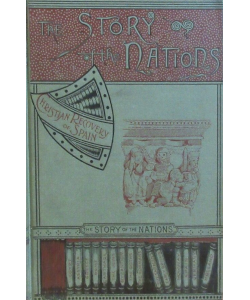 THE STORY
OF THE NATIONS
CHRISTIAN RECOVERY
OF SPAIN
THE STORY OF THE NATIONS